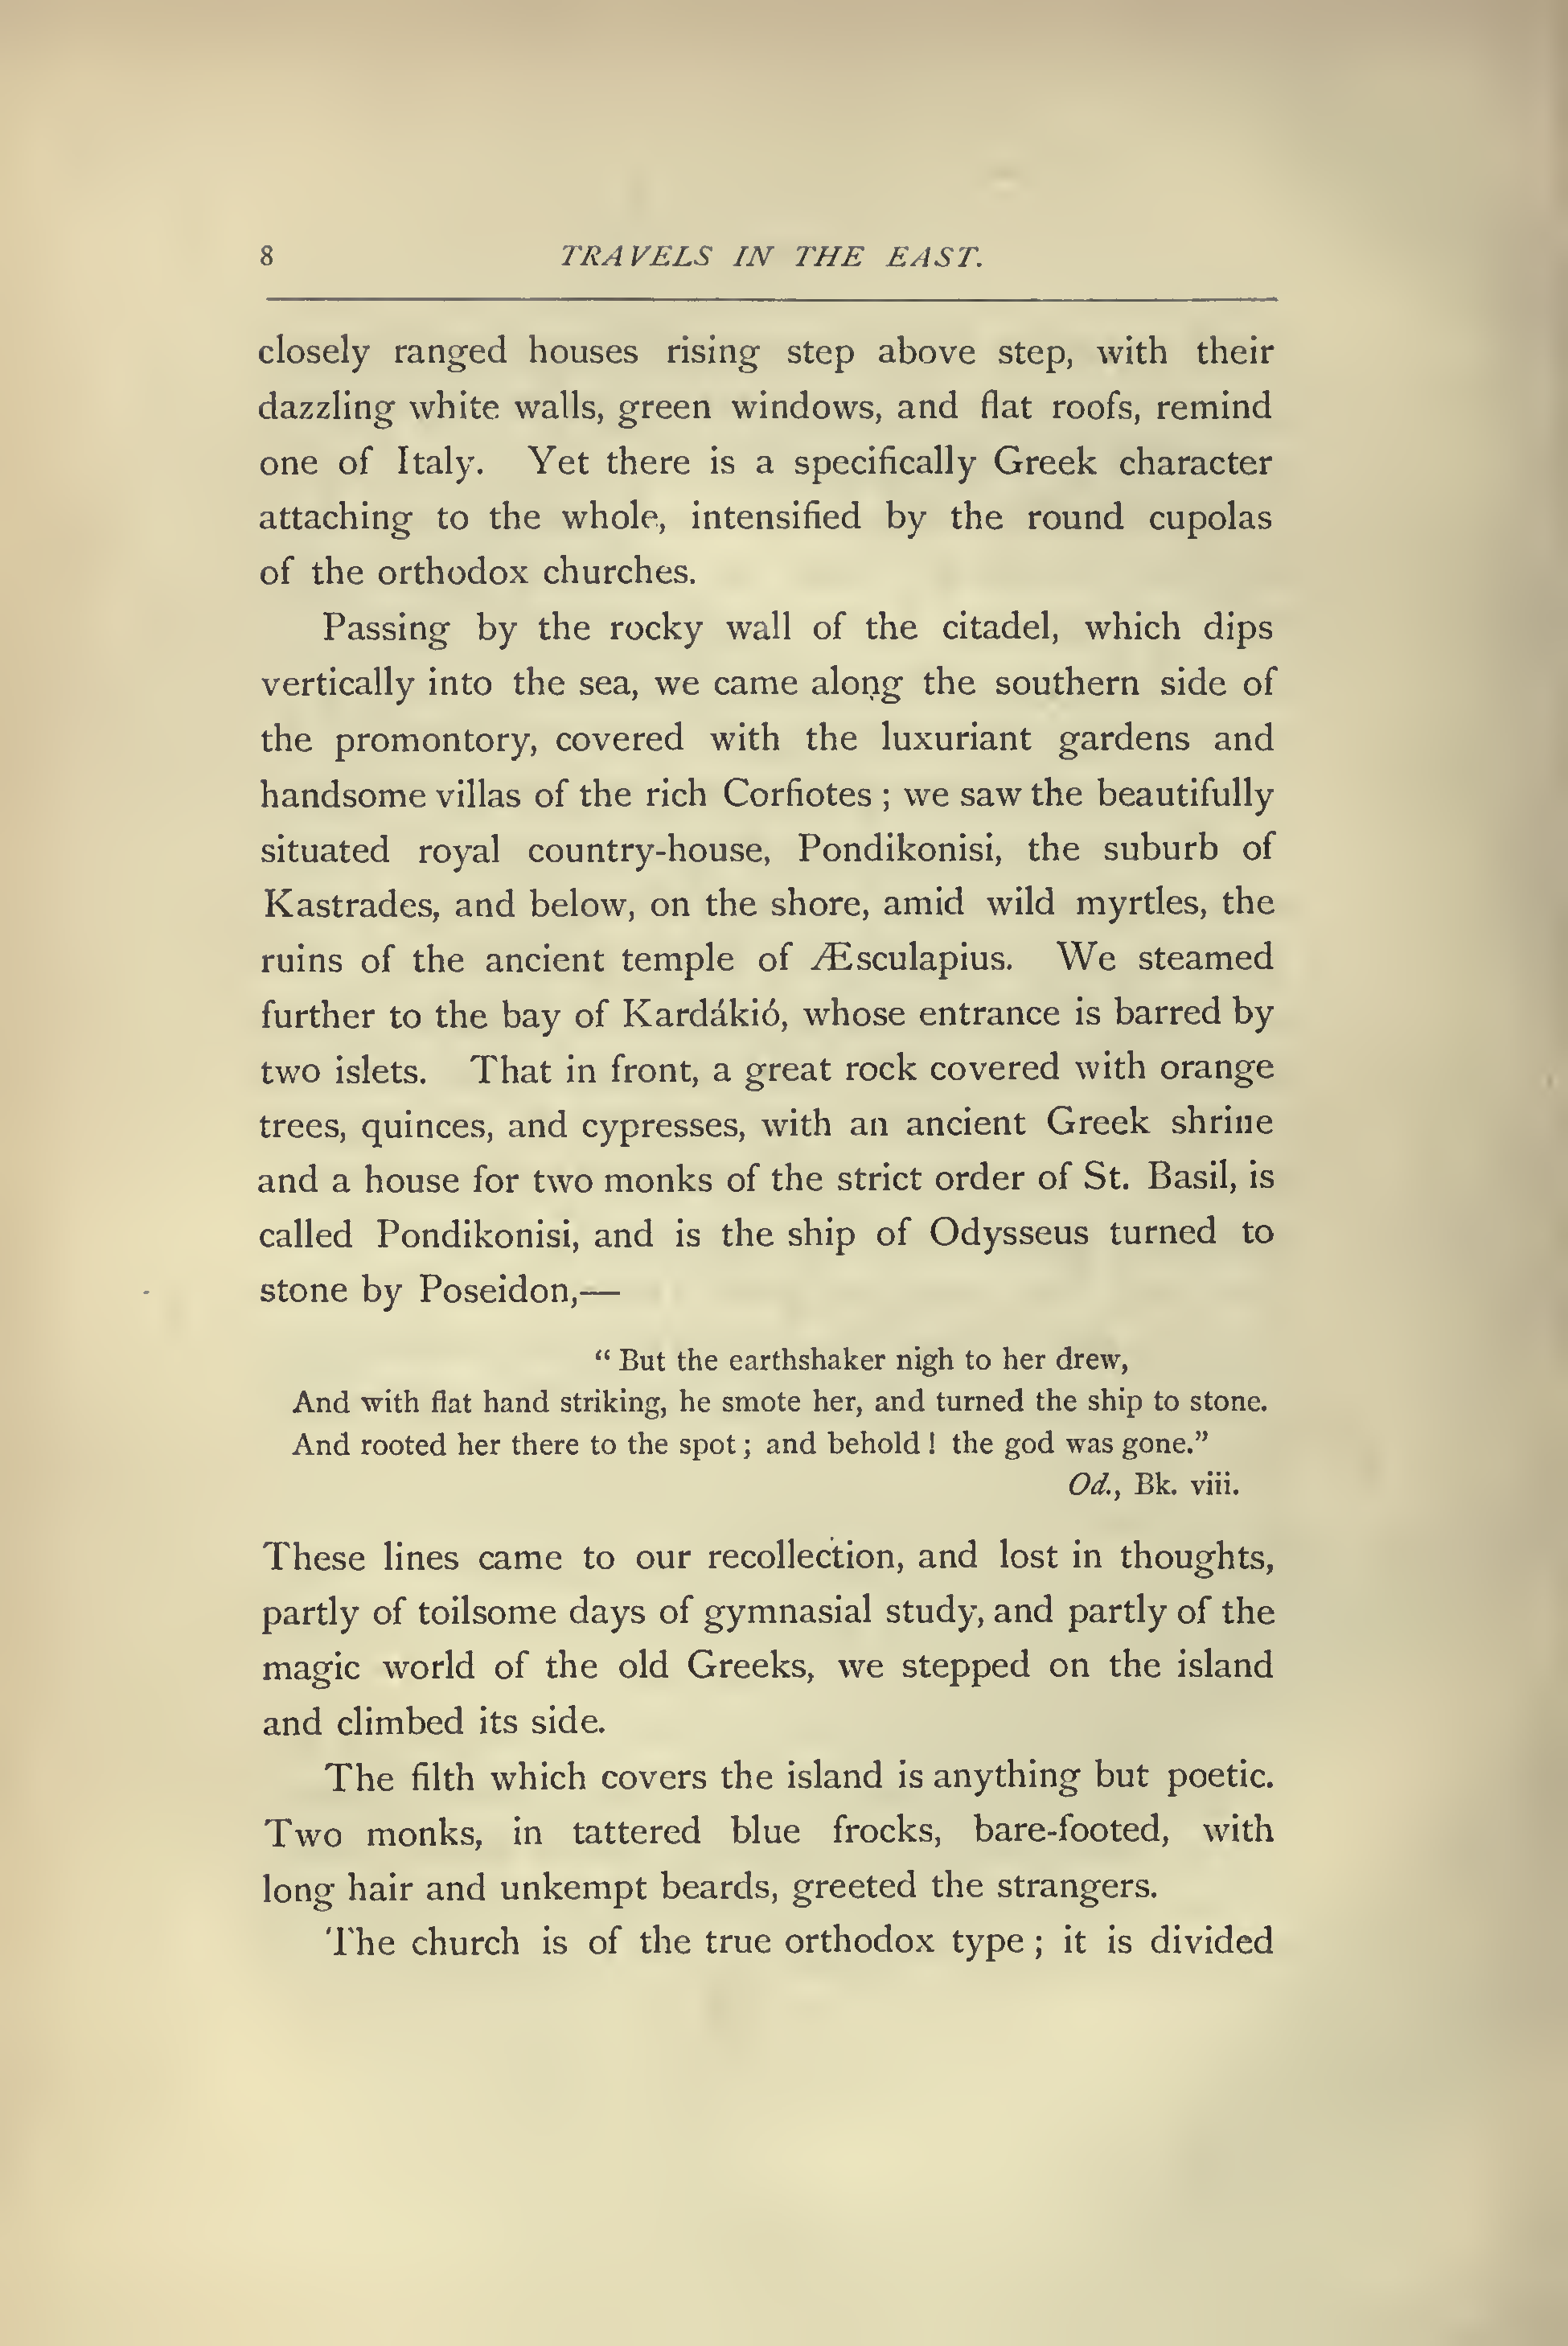 8 TRAVELS IN THE EAST.
closely ranged houses rising step above step, with their
dazzling white walls, green windows, and flat roofs, remind
one of Italy. Yet there is a specifically Greek character
attaching to the whole, intensified by the round cupolas
of the orthodox churches.
Passing by the rocky wall of the citadel, which dips
vertically into the sea, we came along the southern side of
the promontory, covered with the luxuriant gardens and
handsome villas of the rich Corfiotes ; we saw the beautifully
situated royal country-house, Pondikonisi, the suburb of
Kastrades, and below, on the shore, amid wild myrtles, the
ruins of the ancient temple of Æsculapius. We steamed
further to the bay of Kardákió, whose entrance is barred by
two islets. That in front, a great rock covered with orange
trees, quinces, and cypresses, with an ancient Greek shrine
and a house for two monks of the strict order of St. Basil, is
called Pondikonisi, and is the ship of Odysseus turned to
stone by Poseidon,—
“ But the earthshaker nigh to her drew,
And with flat hand striking, he smote her, and turned the ship to stone.
And rooted her there to the spot ; and behold ! the god was gone.”
Od., Bk. viii.
These lines came to our recollection, and lost in thoughts,
partly of toilsome days of gymnasial study, and partly of the
magic world of the old Greeks, we stepped on the island
and climbed its side.
The filth which covers the island is anything but poetic.
Two monks, in tattered blue frocks, bare-footed, with
long hair and unkempt beards, greeted the strangers.
The church is of the true orthodox type ; it is divided